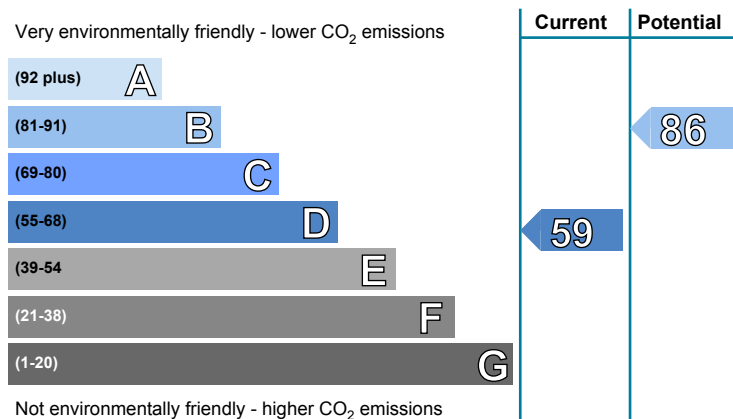 Very environmentally friendly - lower CO₂ emissions
Current
Potential
(92 plus) A
(81-91) B
86
(69-80) C
(55-68) D
59
(39-54 E
(21-38) F
(1-20) G
Not environmentally friendly - higher CO₂ emissions